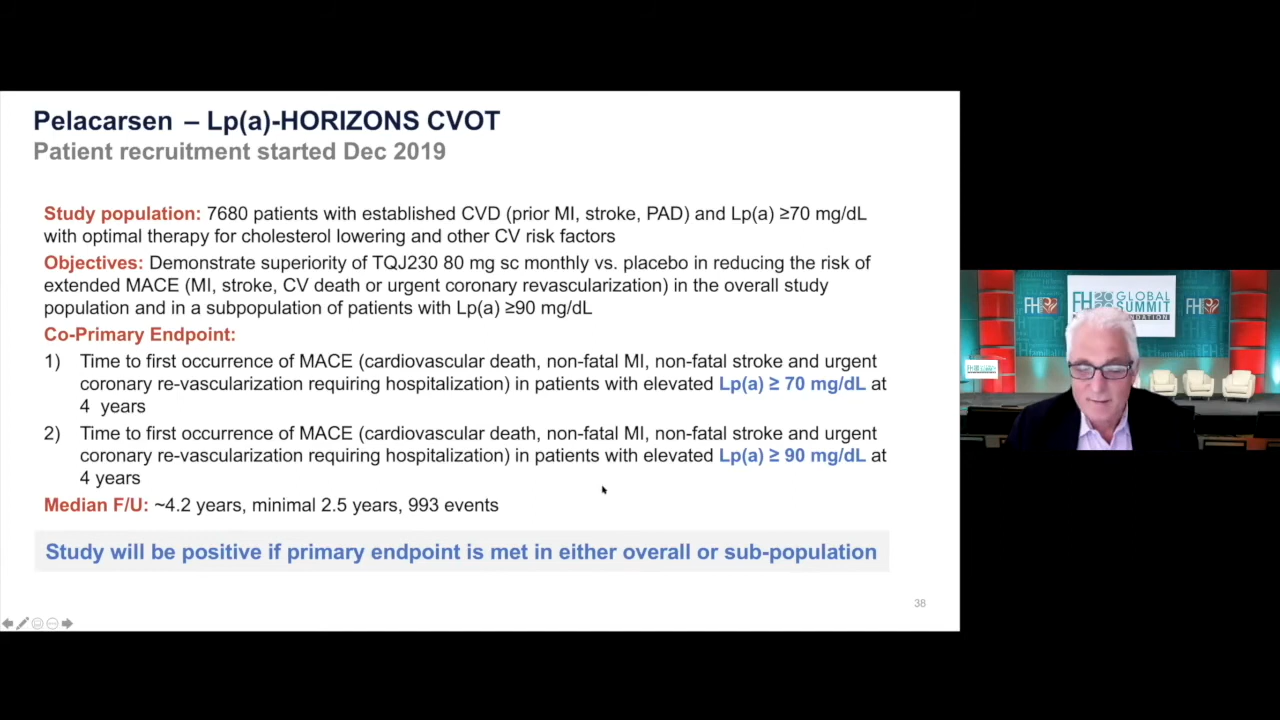 Pelacarsen – Lp(a)-HORIZONS CVOT
Patient recruitment started Dec 2019
Study population: 7680 patients with established CVD (prior MI, stroke, PAD) and Lp(a) ≥70 mg/dL
with optimal therapy for cholesterol lowering and other CV risk factors
Objectives: Demonstrate superiority of TQJ230 80 mg sc monthly vs. placebo in reducing the risk of
extended MACE (MI, stroke, CV death or urgent coronary revascularization) in the overall study
population and in a subpopulation of patients with Lp(a) ≥90 mg/dL
Co-Primary Endpoint:
1) Time to first occurrence of MACE (cardiovascular death, non-fatal MI, non-fatal stroke and urgent
coronary re-vascularization requiring hospitalization) in patients with elevated Lp(a) ≥ 70 mg/dL at
4 years
2) Time to first occurrence of MACE (cardiovascular death, non-fatal MI, non-fatal stroke and urgent
coronary re-vascularization requiring hospitalization) in patients with elevated Lp(a) ≥ 90 mg/dL at
4 years
Median F/U: ~4.2 years, minimal 2.5 years, 993 events
Study will be positive if primary endpoint is met in either overall or sub-population
38
FH GLOBAL
SUMMIT
FH
FH